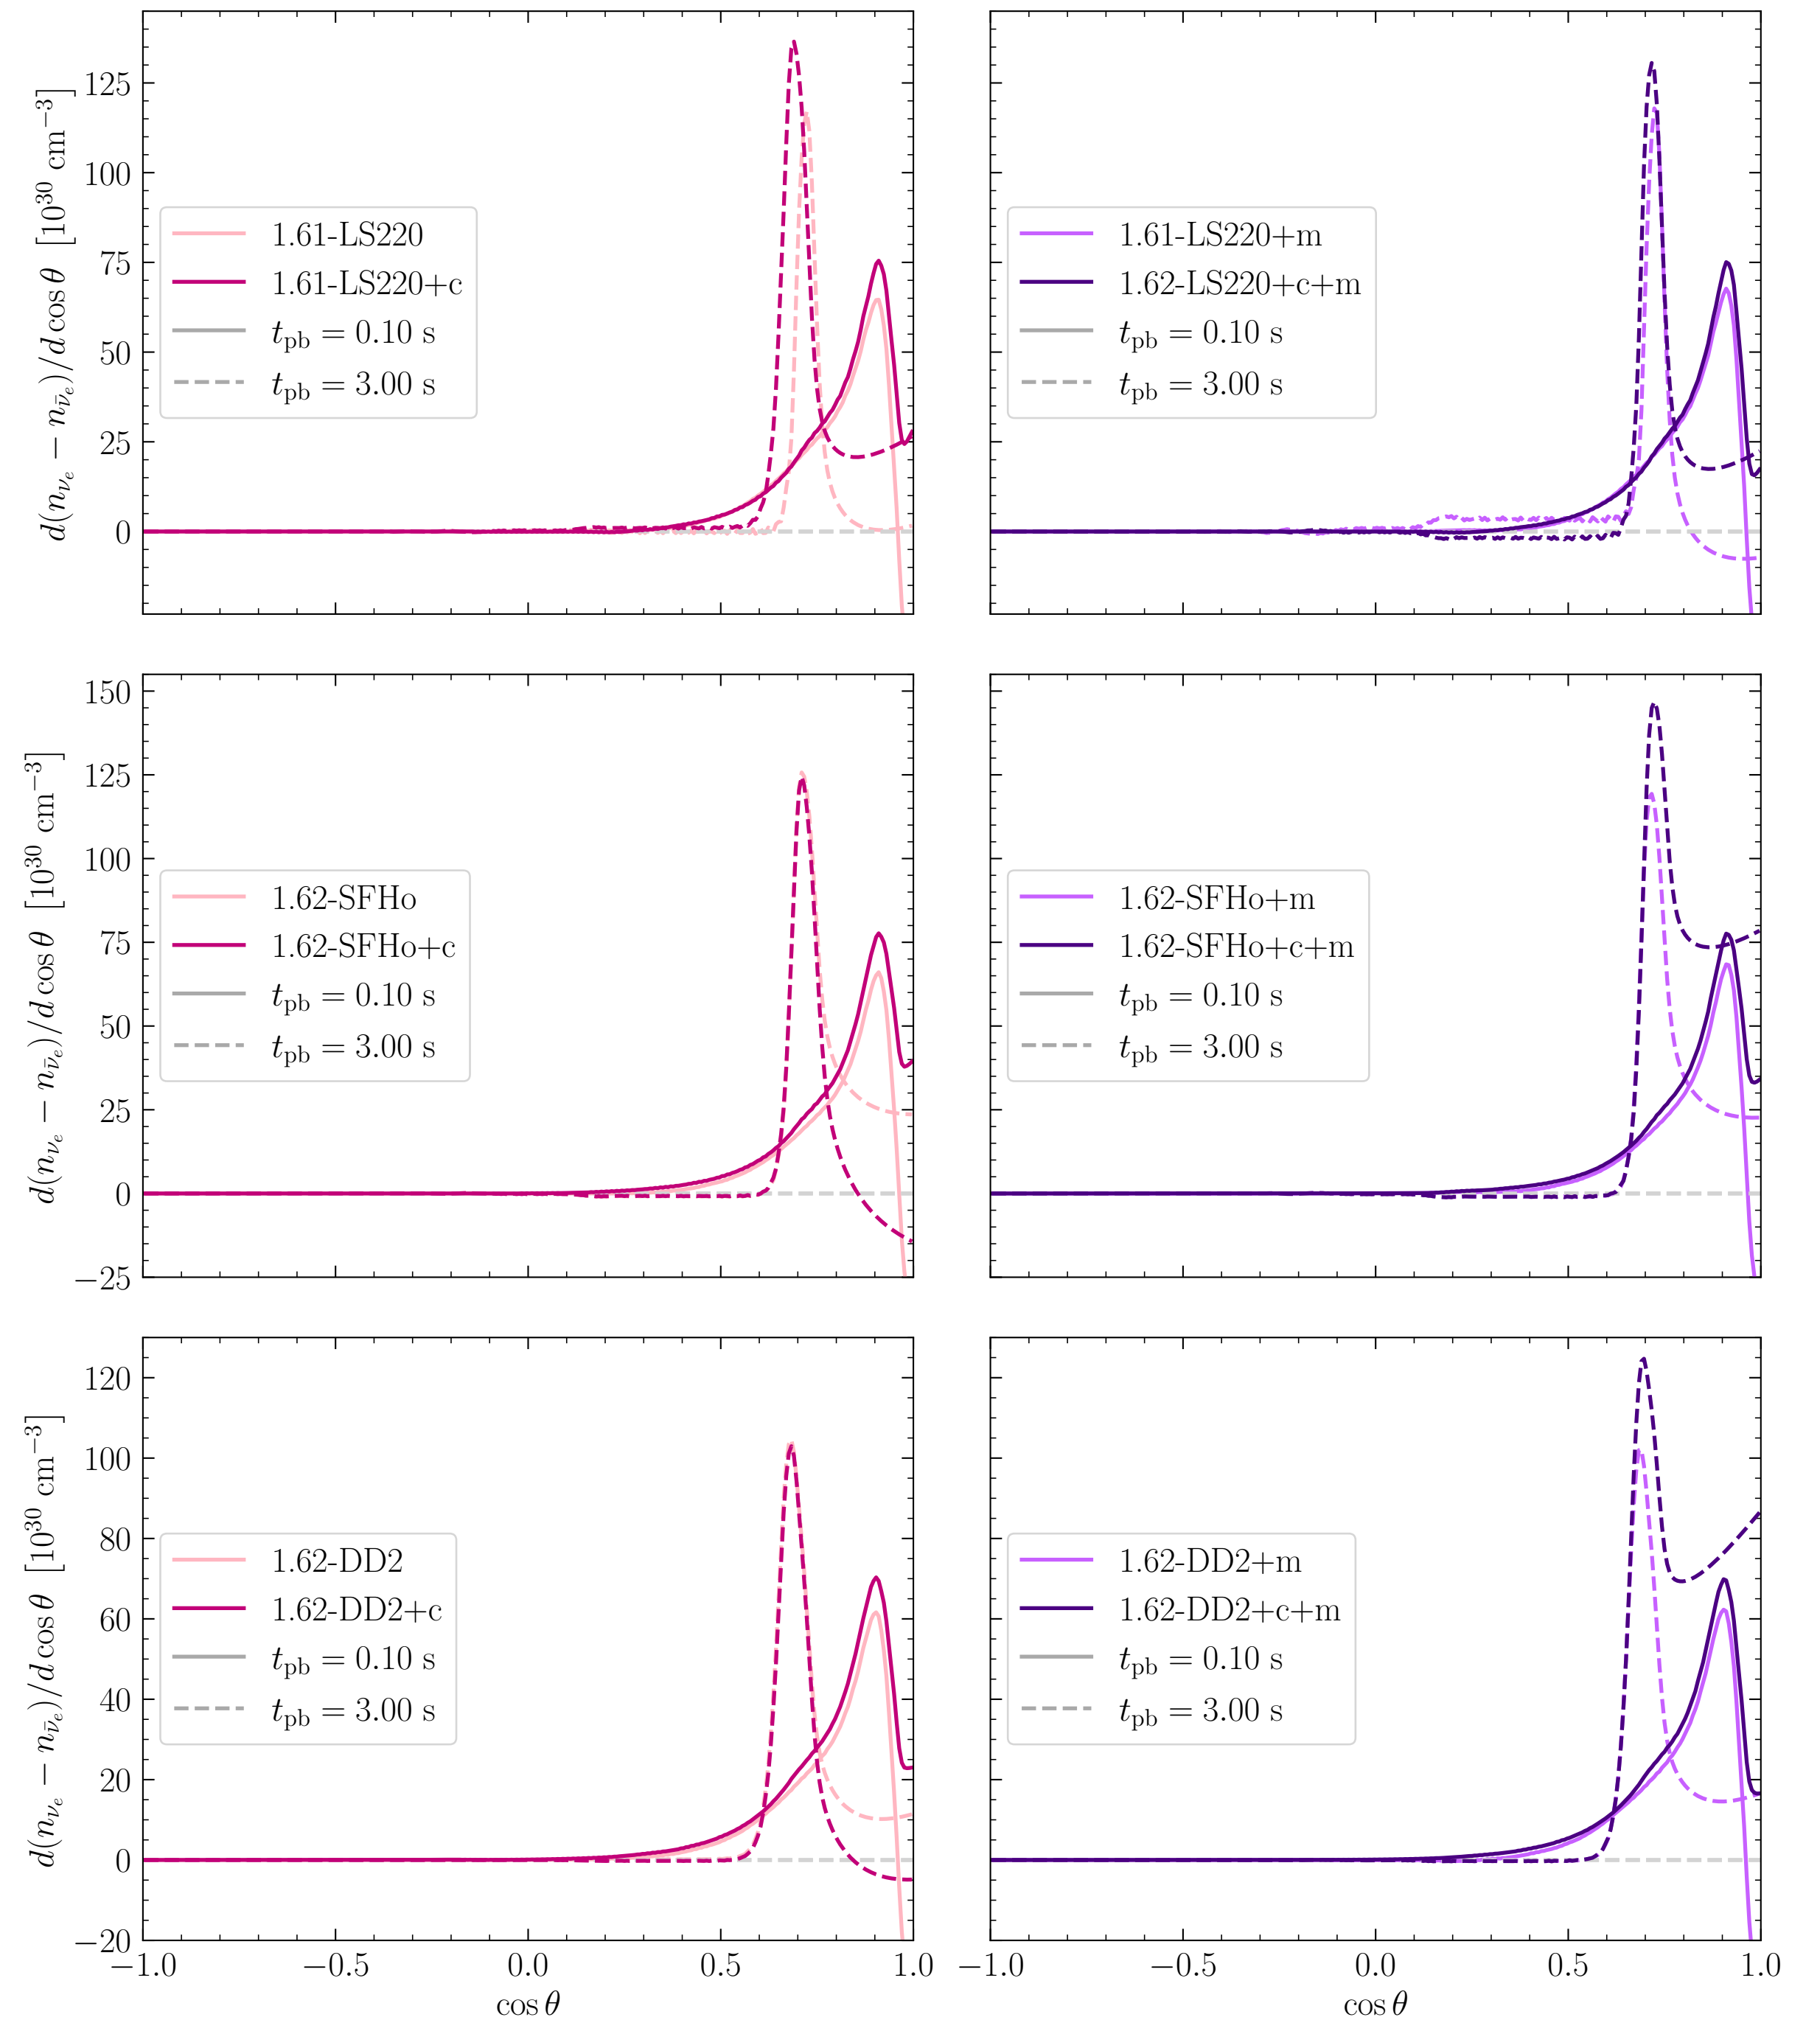 d(n_{ν_e} − n_{ν̄_e})/d cos θ [10^{30} cm^{−3}]
125
100
75
50
25
0
1.61-LS220
1.61-LS220+c
t_{pb} = 0.10 s
t_{pb} = 3.00 s
1.61-LS220+m
1.62-LS220+c+m
t_{pb} = 0.10 s
t_{pb} = 3.00 s
d(n_{ν_e} − n_{ν̄_e})/d cos θ [10^{30} cm^{−3}]
150
125
100
75
50
25
0
−25
1.62-SFHo
1.62-SFHo+c
t_{pb} = 0.10 s
t_{pb} = 3.00 s
1.62-SFHo+m
1.62-SFHo+c+m
t_{pb} = 0.10 s
t_{pb} = 3.00 s
d(n_{ν_e} − n_{ν̄_e})/d cos θ [10^{30} cm^{−3}]
120
100
80
60
40
20
0
−20
1.62-DD2
1.62-DD2+c
t_{pb} = 0.10 s
t_{pb} = 3.00 s
1.62-DD2+m
1.62-DD2+c+m
t_{pb} = 0.10 s
t_{pb} = 3.00 s
−1.0 −0.5 0.0 0.5 1.0
cos θ
−1.0 −0.5 0.0 0.5 1.0
cos θ